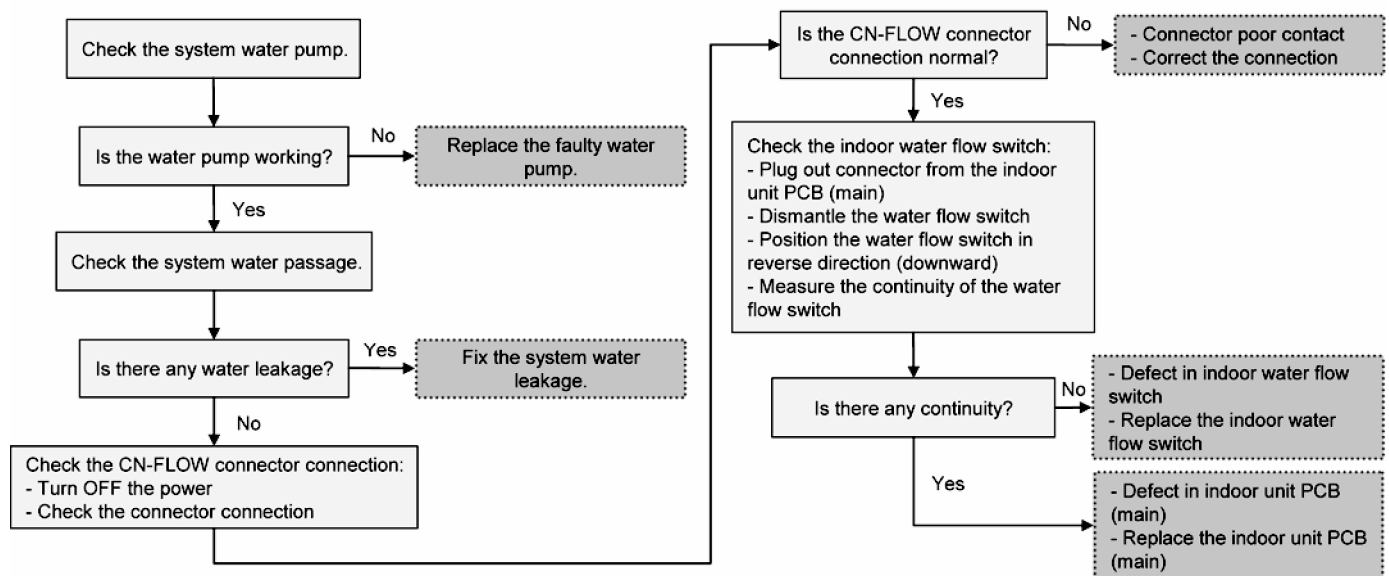 Check the system water pump.
Is the water pump working?
No
Replace the faulty water
pump.
Yes
Check the system water passage.
Is there any water leakage?
Yes
Fix the system water
leakage.
No
Check the CN-FLOW connector connection:
- Turn OFF the power
- Check the connector connection
Is the CN-FLOW connector
connection normal?
No
- Connector poor contact
- Correct the connection
Yes
Check the indoor water flow switch:
- Plug out connector from the indoor
unit PCB (main)
- Dismantle the water flow switch
- Position the water flow switch in
reverse direction (downward)
- Measure the continuity of the water
flow switch
Is there any continuity?
No
- Defect in indoor water flow
switch
- Replace the indoor water
flow switch
Yes
- Defect in indoor unit PCB
(main)
- Replace the indoor unit PCB
(main)